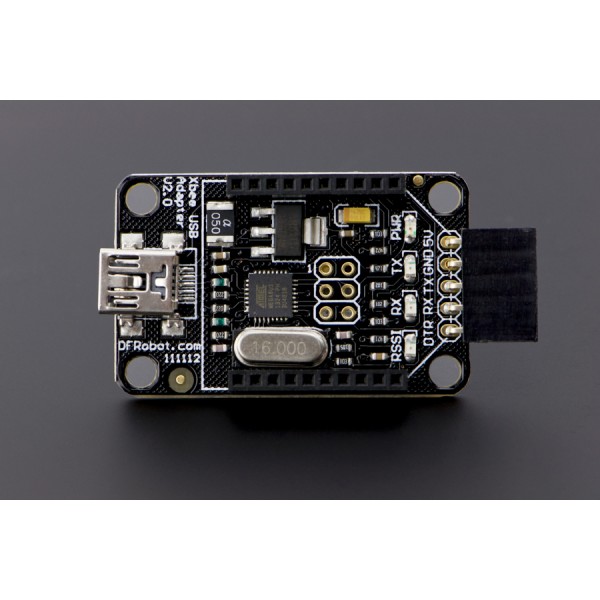 Xbee USB
Adapter
V2.0
DFRobot.com
111112
α
050
16.000
PWR
TX
RX
RSSI
5V
GND
TX
RX
DTR